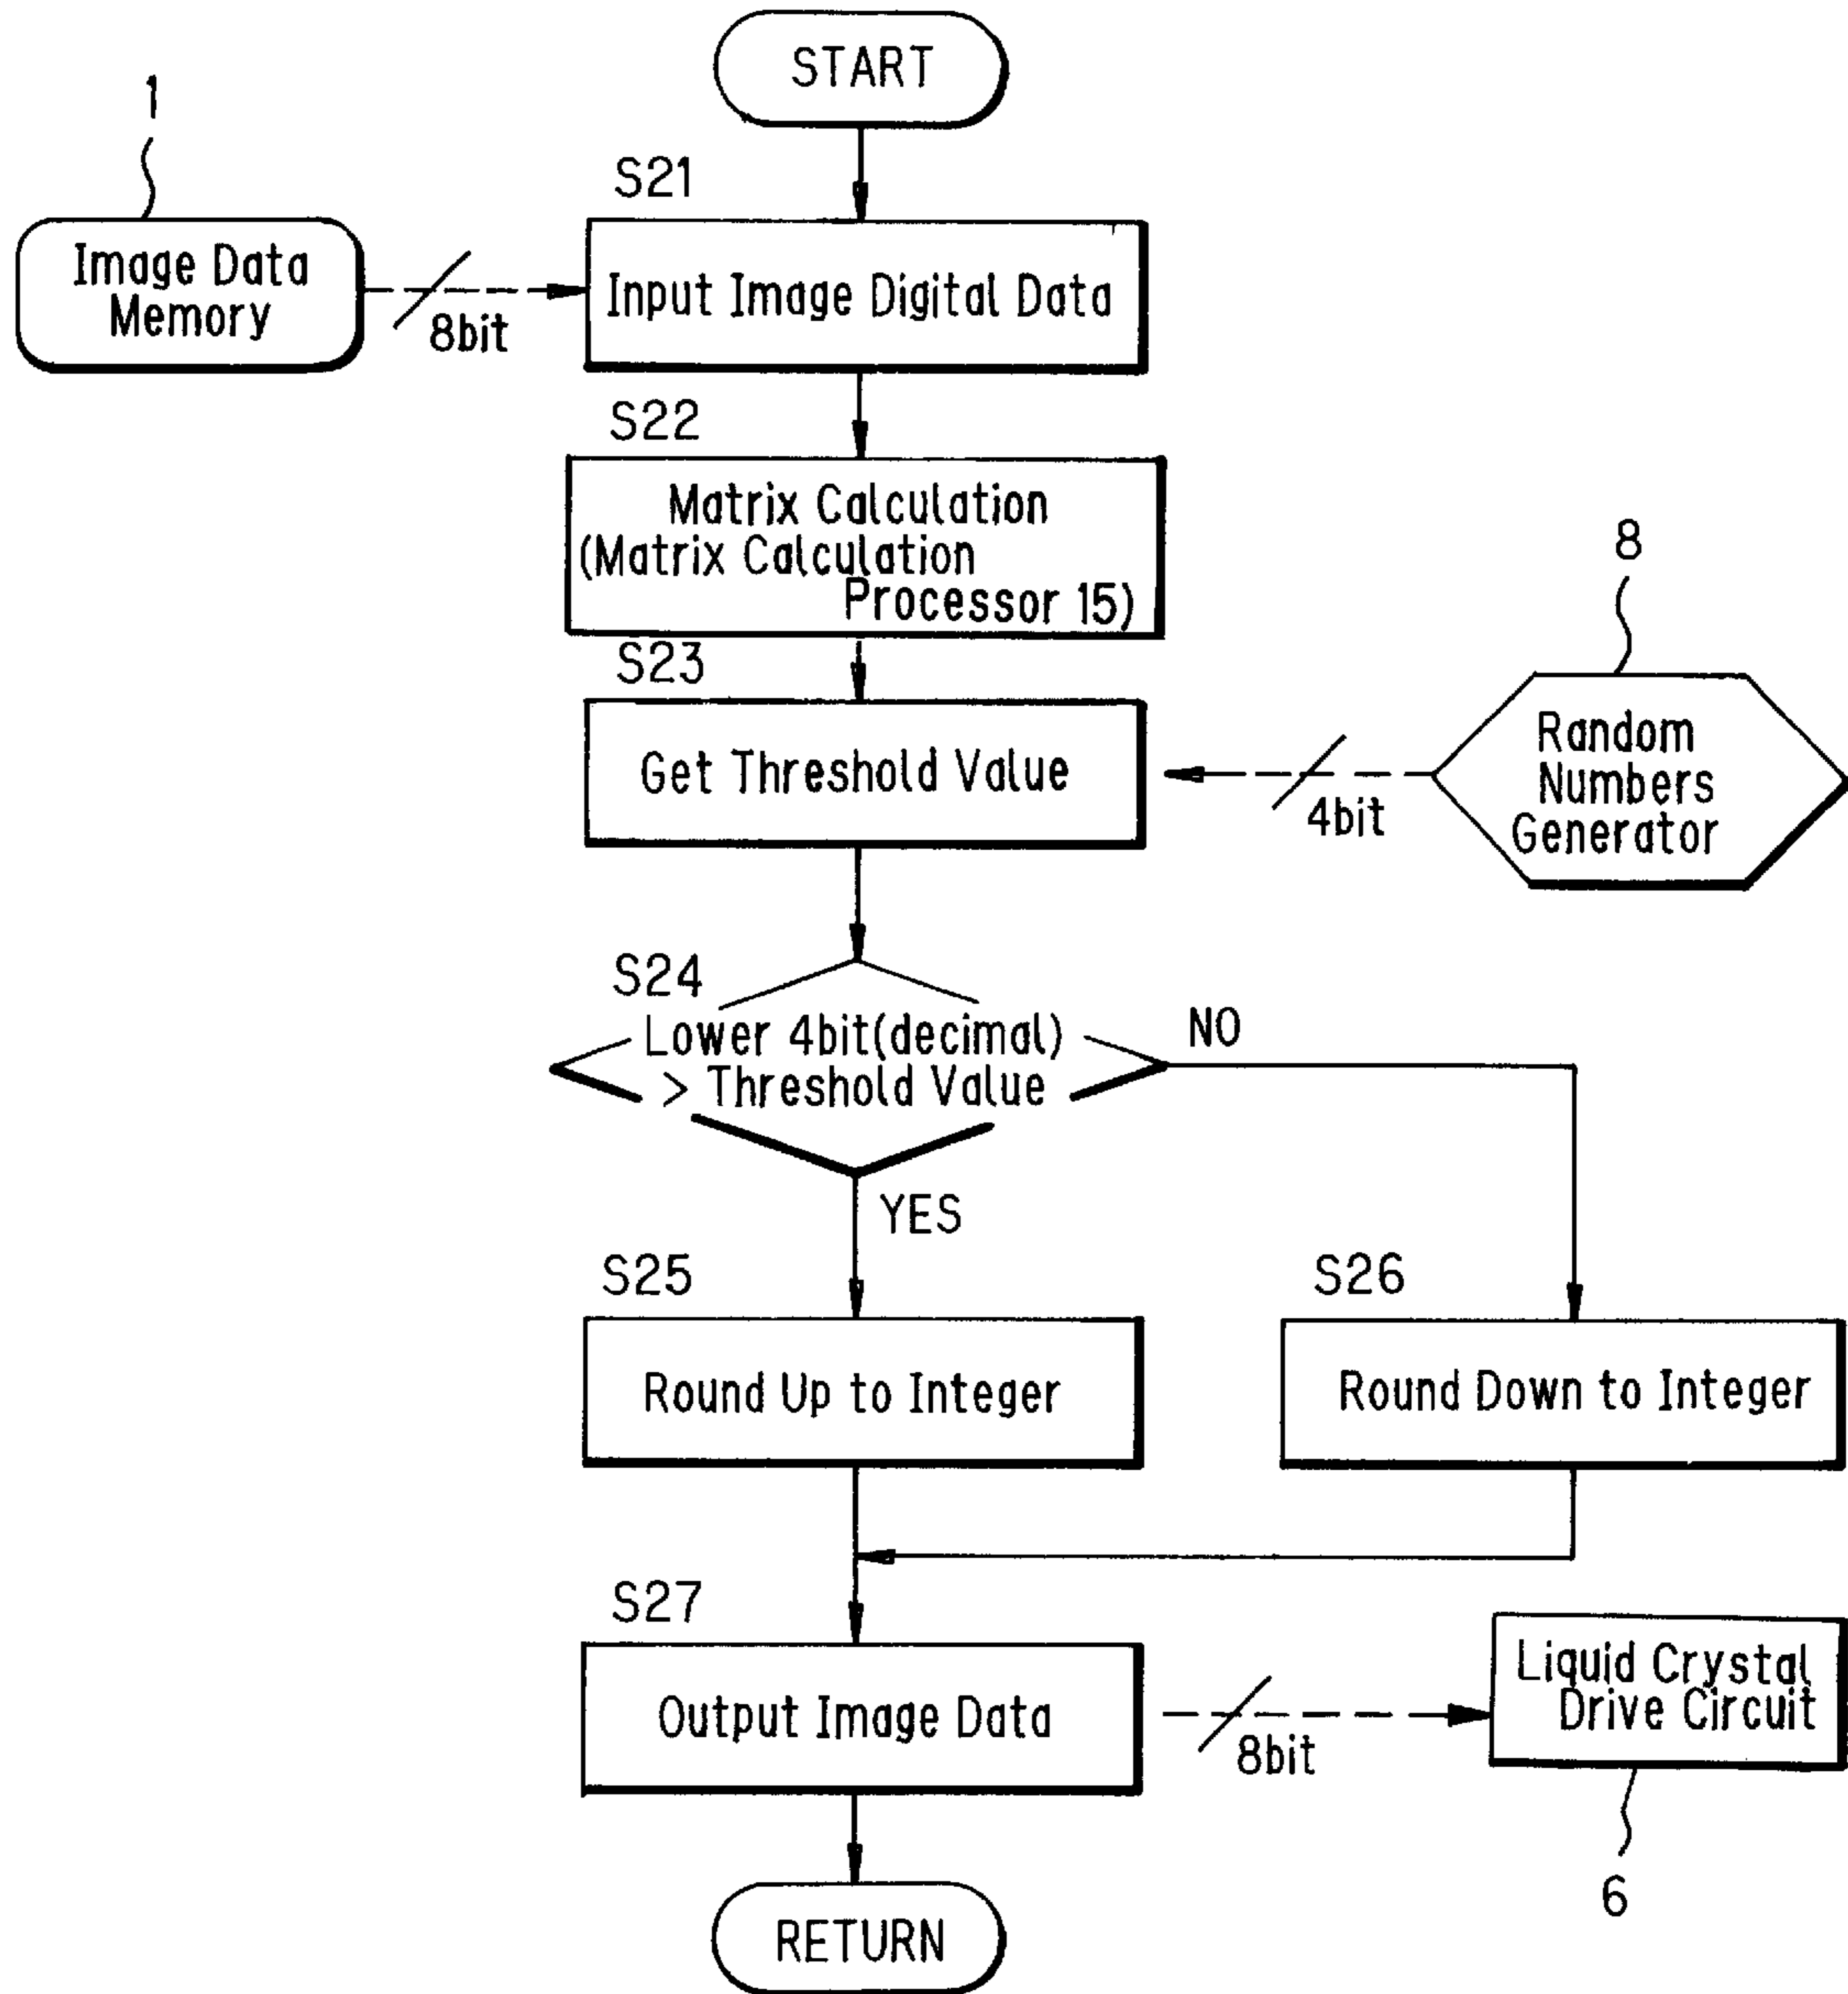 START
1
S21
Image Data
Memory
8bit
Input Image Digital Data
S22
Matrix Calculation
(Matrix Calculation
Processor 15)
8
S23
Get Threshold Value
4bit
Random
Numbers
Generator
S24
Lower 4bit(decimal)
> Threshold Value
NO
YES
S25
Round Up to Integer
S26
Round Down to Integer
S27
Output Image Data
8bit
Liquid Crystal
Drive Circuit
6
RETURN